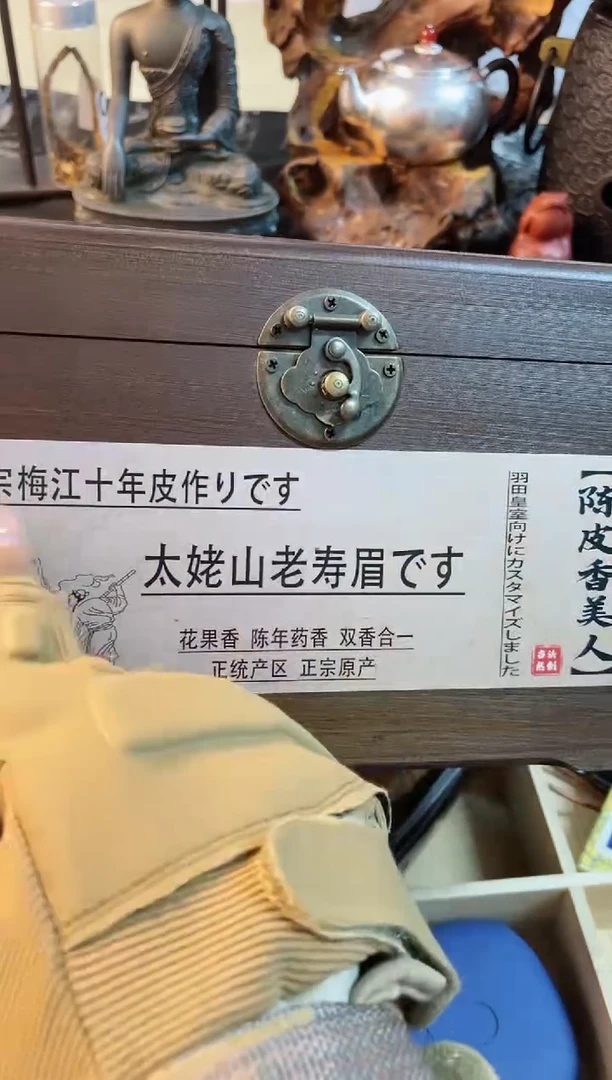 宗梅江十年皮作りです
太姥山老寿眉です
花果香 陈年药香 双香合一
正统产区 正宗原产
羽田皇室向けにカスタマイズしました
【陈皮香美人】